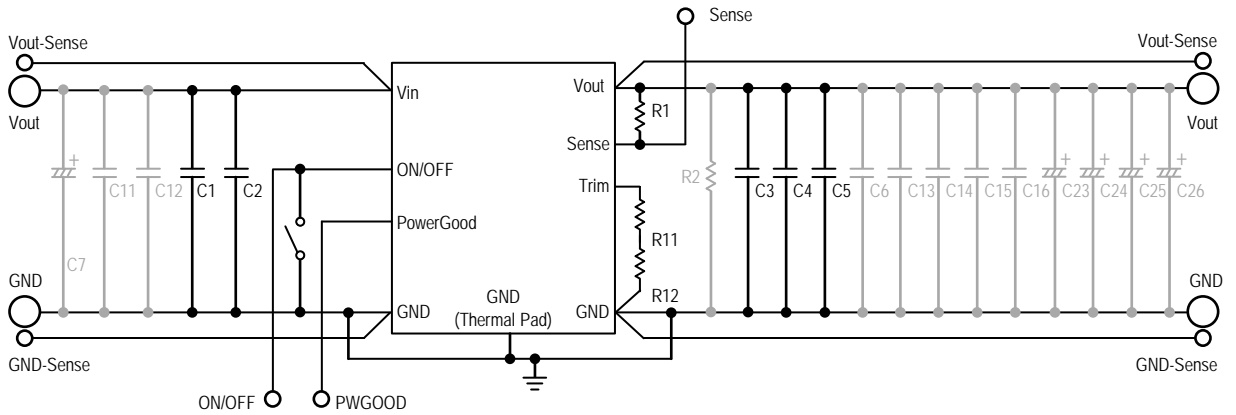 Sense
Vout-Sense
Vout-Sense
Vin
Vout
Vout
Vout
R1
Sense
ON/OFF
Trim
+
C11
C12
C1
C2
R2
C3
C4
C5
C6
C13
C14
C15
C16
+
C23
+
C24
+
C25
+
C26
PowerGood
R11
C7
GND
GND
R12
GND
GND
(Thermal Pad)
GND
GND-Sense
GND-Sense
ON/OFF
PWGOOD